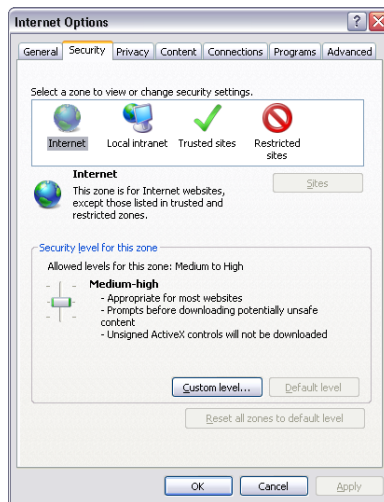 Internet Options
General Security Privacy Content Connections Programs Advanced
Select a zone to view or change security settings.
Internet Local intranet Trusted sites Restricted
sites
Internet
Sites
This zone is for Internet websites,
except those listed in trusted and
restricted zones.
Security level for this zone
Allowed levels for this zone: Medium to High
Medium-high
- Appropriate for most websites
- Prompts before downloading potentially unsafe
content
- Unsigned ActiveX controls will not be downloaded
Custom level... Default level
Reset all zones to default level
OK Cancel Apply